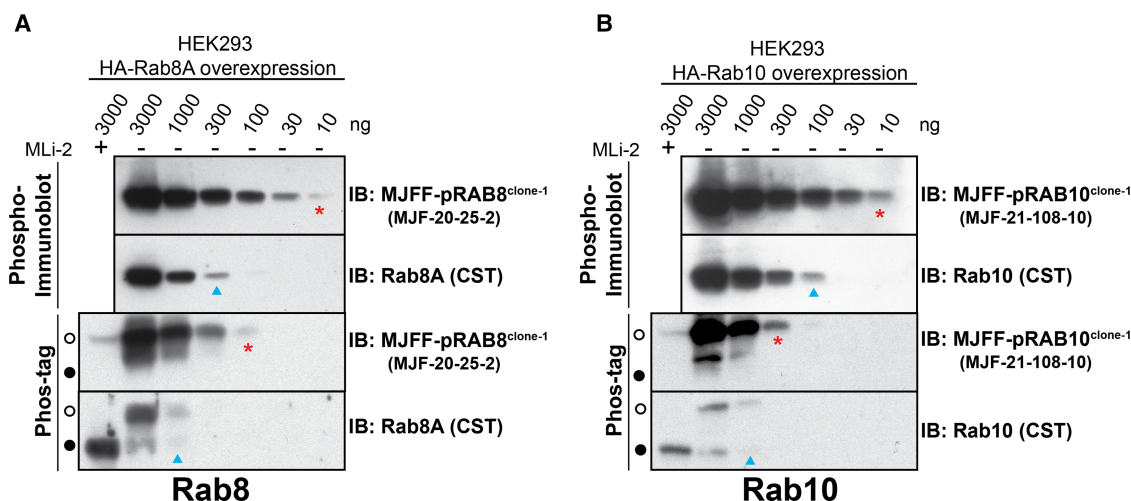 A
HEK293
HA-Rab8A overexpression
3000 3000 1000 300 100 30 10 ng
MLi-2 + - - - - - -
Phospho-
Immunoblot
IB: MJFF-pRAB8clone-1
(MJF-20-25-2)
*
IB: Rab8A (CST)
Phos-tag
IB: MJFF-pRAB8clone-1
(MJF-20-25-2)
*
IB: Rab8A (CST)
Rab8
B
HEK293
HA-Rab10 overexpression
3000 3000 1000 300 100 30 10 ng
MLi-2 + - - - - - -
Phospho-
Immunoblot
IB: MJFF-pRAB10clone-1
(MJF-21-108-10)
*
IB: Rab10 (CST)
Phos-tag
IB: MJFF-pRAB10clone-1
(MJF-21-108-10)
*
IB: Rab10 (CST)
Rab10